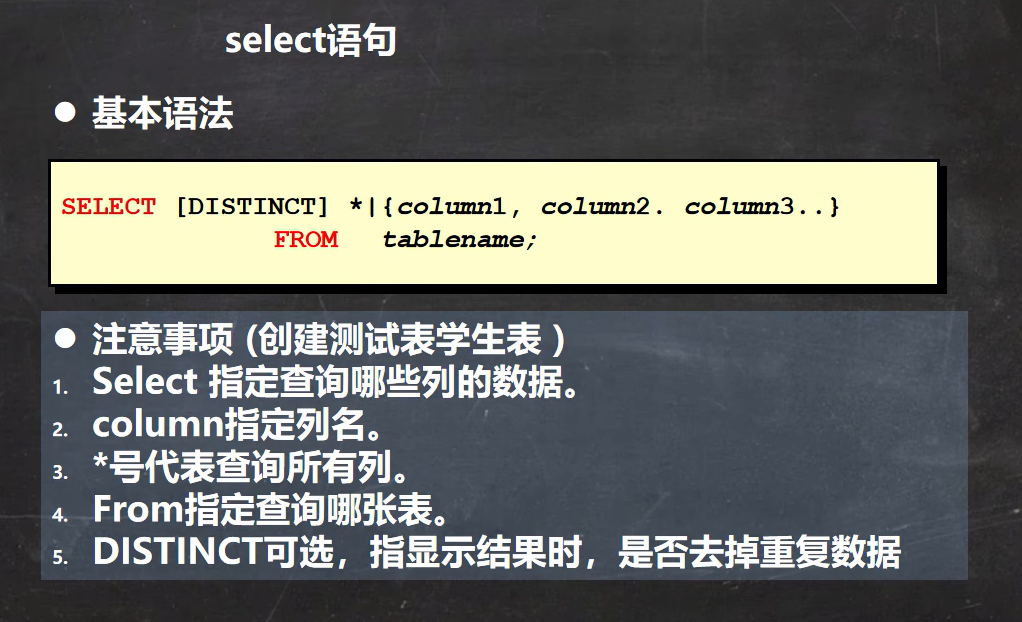 select语句
● 基本语法
SELECT [DISTINCT] *|{column1, column2. column3..}
FROM tablename;
● 注意事项 (创建测试表学生表 )
1. Select 指定查询哪些列的数据。
2. column指定列名。
3. *号代表查询所有列。
4. From指定查询哪张表。
5. DISTINCT可选，指显示结果时，是否去掉重复数据